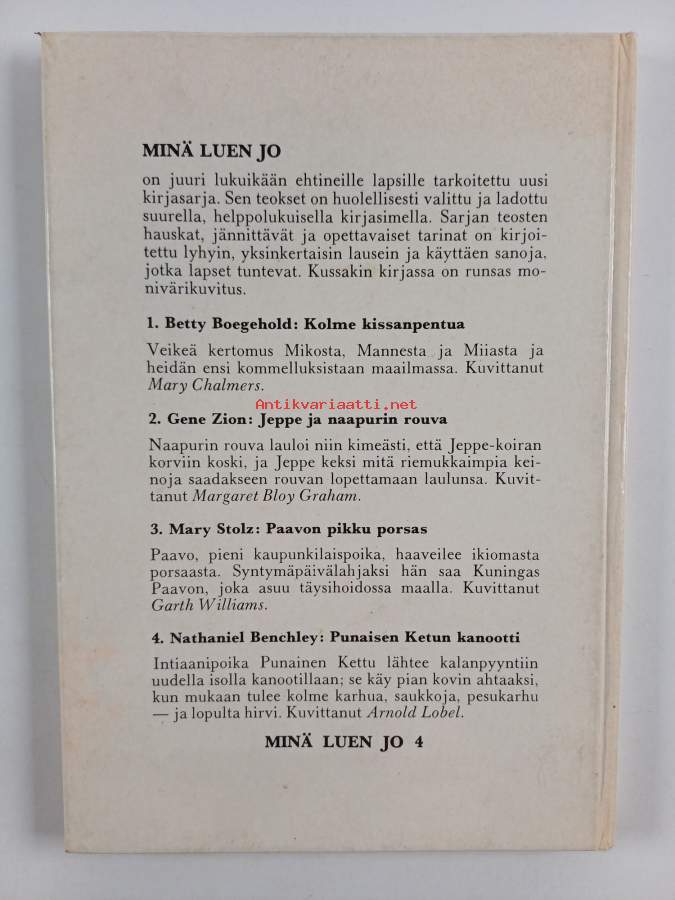 MINÄ LUEN JO
on juuri lukuikään ehtineille lapsille tarkoitettu uusi
kirjasarja. Sen teokset on huolellisesti valittu ja ladottu
suurella, helppolukuisella kirjasimella. Sarjan teosten
hauskat, jännittävät ja opettavaiset tarinat on kirjoi-
tettu lyhyin, yksinkertaisin lausein ja käyttäen sanoja,
jotka lapset tuntevat. Kussakin kirjassa on runsas mo-
nivärikuvitus.
1. Betty Boegehold: Kolme kissanpentua
Veikeä kertomus Mikosta, Mannesta ja Miiasta ja
heidän ensi kommelluksistaan maailmassa. Kuvittanut
Mary Chalmers.
Antikvariaatti.net
2. Gene Zion: Jeppe ja naapurin rouva
Naapurin rouva lauloi niin kimeästi, että Jeppe-koiran
korviin koski, ja Jeppe keksi mitä riemukkaimpia kei-
noja saadakseen rouvan lopettamaan laulunsa. Kuvit-
tanut Margaret Bloy Graham.
3. Mary Stolz: Paavon pikku porsas
Paavo, pieni kaupunkilaispoika, haaveilee ikiomasta
porsaasta. Syntymäpäivälahjaksi hän saa Kuningas
Paavon, joka asuu täysihoidossa maalla. Kuvittanut
Garth Williams.
4. Nathaniel Benchley: Punaisen Ketun kanootti
Intiaanipoika Punainen Kettu lähtee kalanpyyntiin
uudella isolla kanootillaan; se käy pian kovin ahtaaksi,
kun mukaan tulee kolme karhua, saukkoja, pesukarhu
— ja lopulta hirvi. Kuvittanut Arnold Lobel.
MINÄ LUEN JO 4